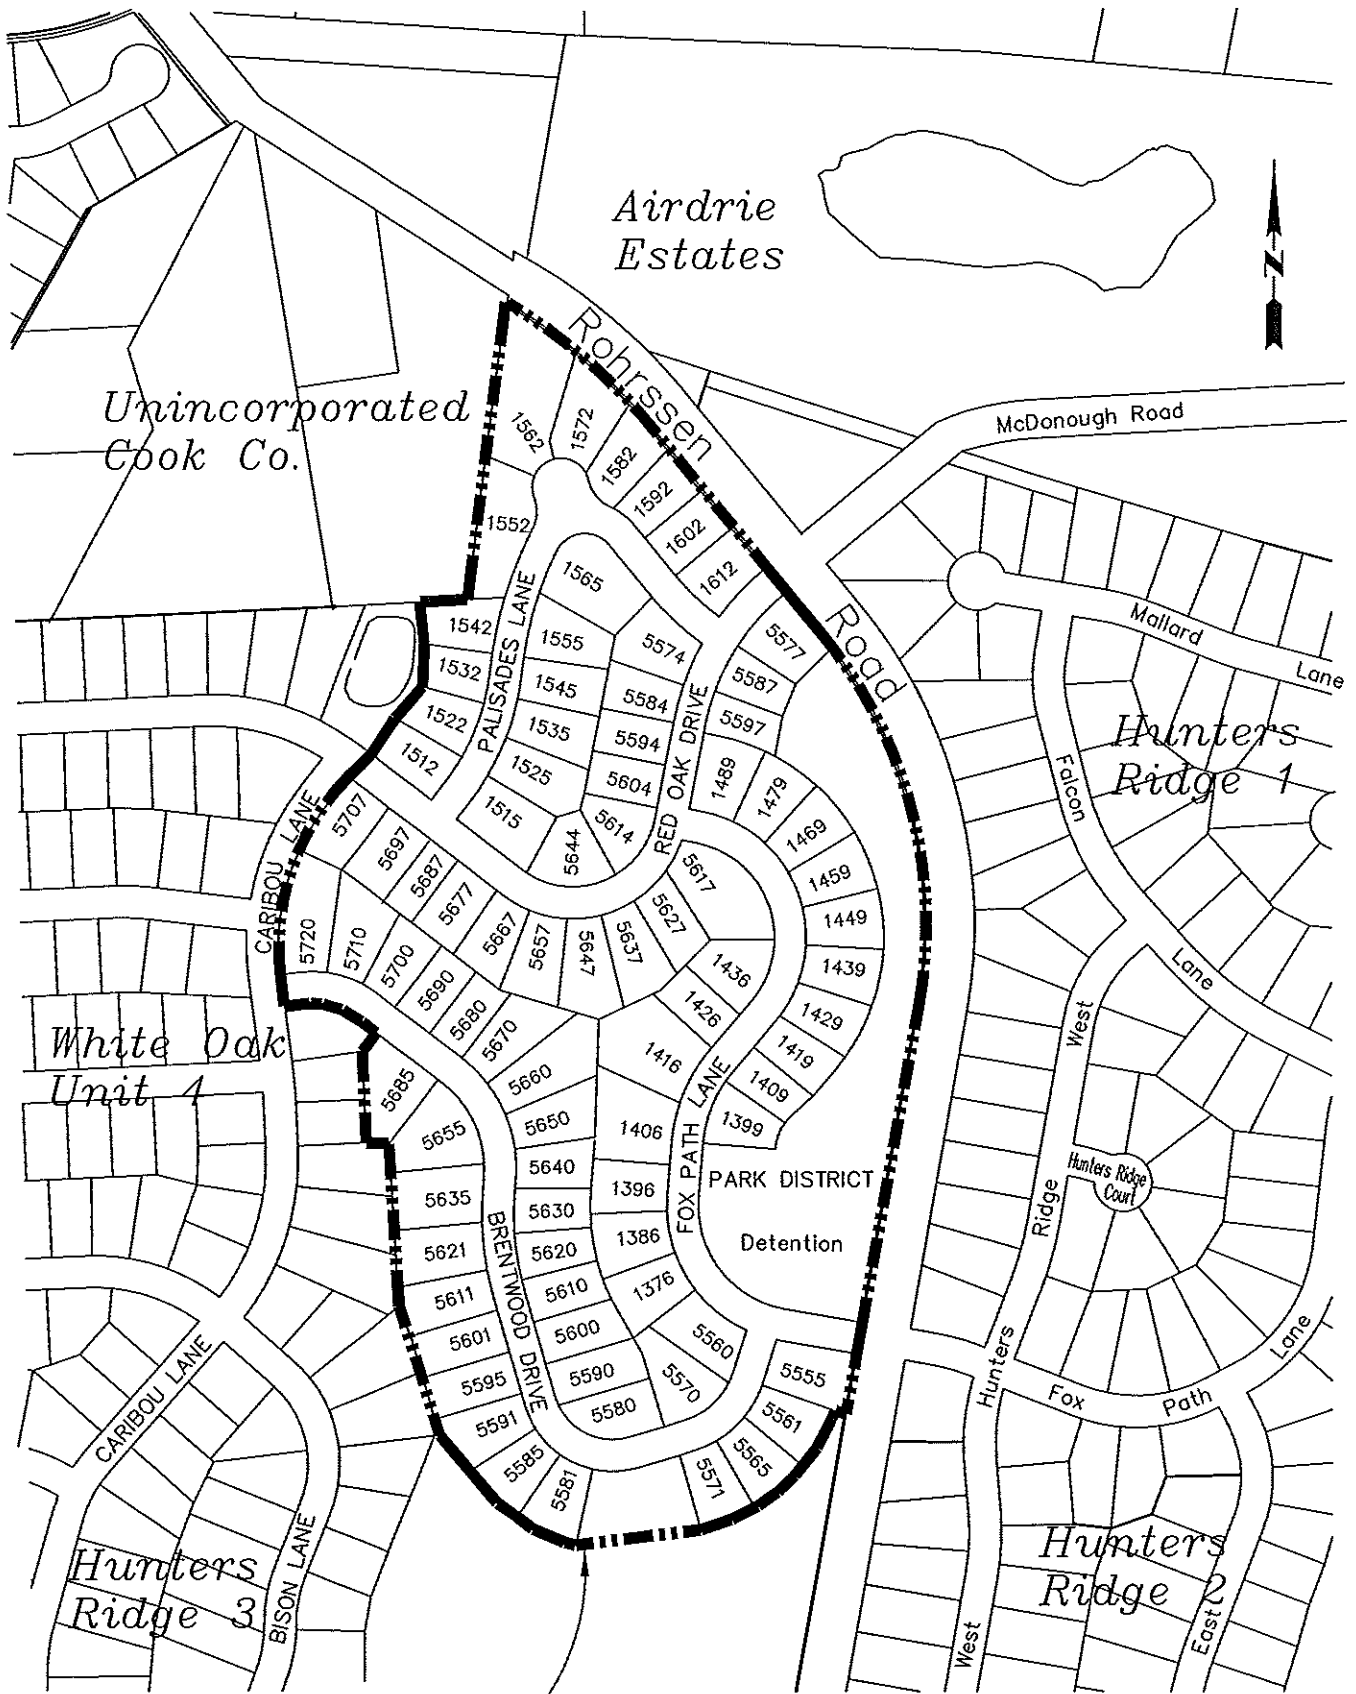 Airdrie
Estates
N
Rohrssen
Road
Unincorporated
Cook Co.
McDonough Road
1562
1572
1582
1592
1602
1612
1552
1565
1542
1555
5574
5577
1532
1545
5584
5587
1522
1535
5594
5597
1512
1525
5604
1489
1479
1515
5614
1469
5644
PALISADES LANE
RED OAK DRIVE
Mallard
Lane
Hunters
Ridge 1
Falcon
Lane
CARIBOU LANE
5707
5697
5687
5677
5667
5657
5647
5637
5627
5617
1459
1449
1439
1429
1419
1409
1399
5720
5710
5700
5690
5680
5670
1436
1426
1416
1406
1396
1386
1376
FOX PATH LANE
White Oak
Unit 4
5685
5660
5655
5650
5640
5635
5630
5621
5620
5611
5610
5601
5600
5595
5590
5591
5580
5585
5581
5560
5570
5555
5561
5565
5571
BRENTWOOD DRIVE
PARK DISTRICT
Detention
West
Ridge
Hunters
Hunters Ridge
Court
Fox
Path
Lane
CARIBOU LANE
BISON LANE
Hunters
Ridge 3
Hunters
Ridge 2
West
East